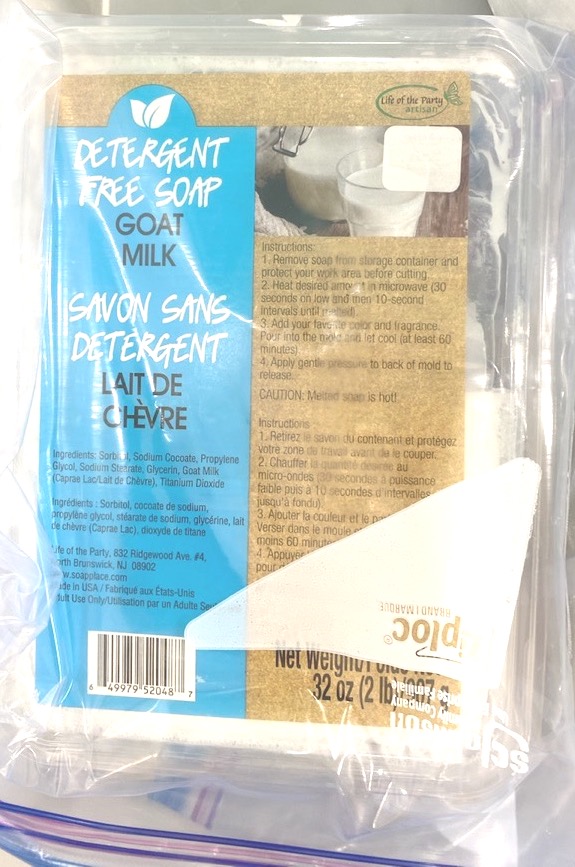 Life of the Party
artisan
DETERGENT
FREE SOAP
GOAT
MILK
SAVON SANS
DETERGENT
LAIT DE
CHÈVRE
Ingredients: Sorbitol, Sodium Cocoate, Propylene
Glycol, Sodium Stearate, Glycerin, Goat Milk
(Caprae Lac/Lait de Chèvre), Titanium Dioxide
Ingrédients : Sorbitol, cocoate de sodium,
propylène glycol, stéarate de sodium, glycérine, lait
de chèvre (Caprae Lac), dioxyde de titane
Life of the Party, 832 Ridgewood Ave. #4,
North Brunswick, NJ 08902
www.soapplace.com
Made in USA / Fabriqué aux États-Unis
Adult Use Only/Utilisation par un Adulte
6 49979 52048 7
Instructions:
1. Remove soap from storage container and
protect your work area before cutting
2. Heat desired amount in microwave (30
seconds on low and then 10-second
intervals until melted)
3. Add your favorite color and fragrance.
Pour into the mold and let cool (at least 60
minutes)
4. Apply gentle pressure to back of mold to
release.
CAUTION: Melted soap is hot!
Instructions
1. Retirez le savon du contenant et protégez
votre zone de travail avant de le couper.
2. Chauffer la quantité désirée au
micro-ondes (30 secondes à puissance
faible puis à 10 secondes d'intervalles
jusqu'à fondu).
3. Ajouter la couleur et le
Verser dans le moule
moins 60
4. Appuyez
pour
Net Weight
32 oz (2 lb
iploc®
BRAND | MARQUE